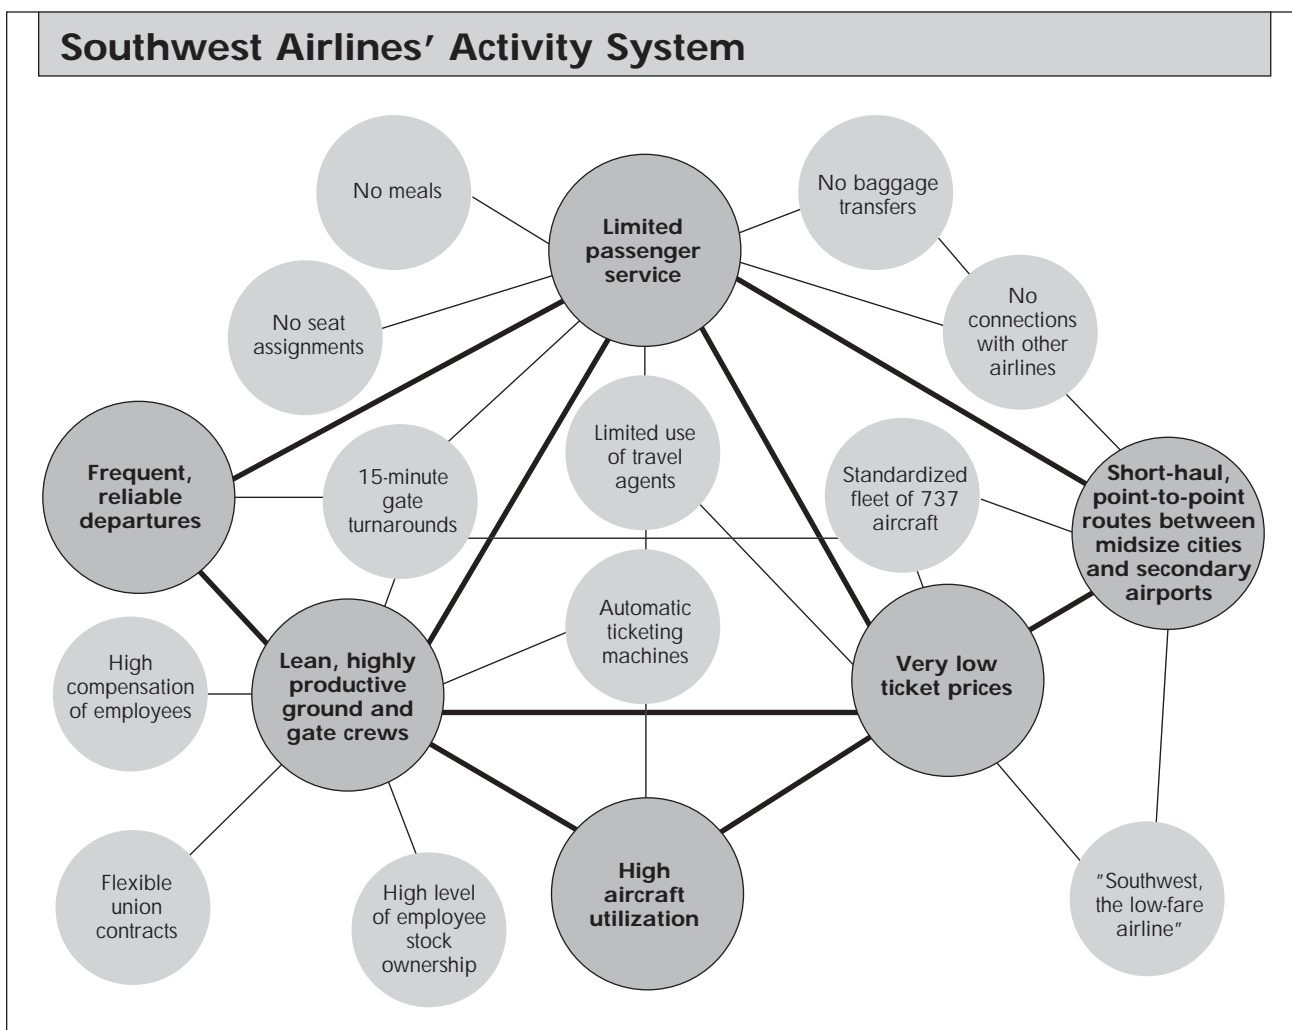 Southwest Airlines’ Activity System
No meals
Limited
passenger
service
No baggage
transfers
No seat
assignments
No
connections
with other
airlines
Frequent,
reliable
departures
15-minute
gate
turnarounds
Limited use
of travel
agents
Standardized
fleet of 737
aircraft
Short-haul,
point-to-point
routes between
midsize cities
and secondary
airports
High
compensation
of employees
Lean, highly
productive
ground and
gate crews
Automatic
ticketing
machines
Very low
ticket prices
Flexible
union
contracts
High level
of employee
stock
ownership
High
aircraft
utilization
"Southwest,
the low-fare
airline"